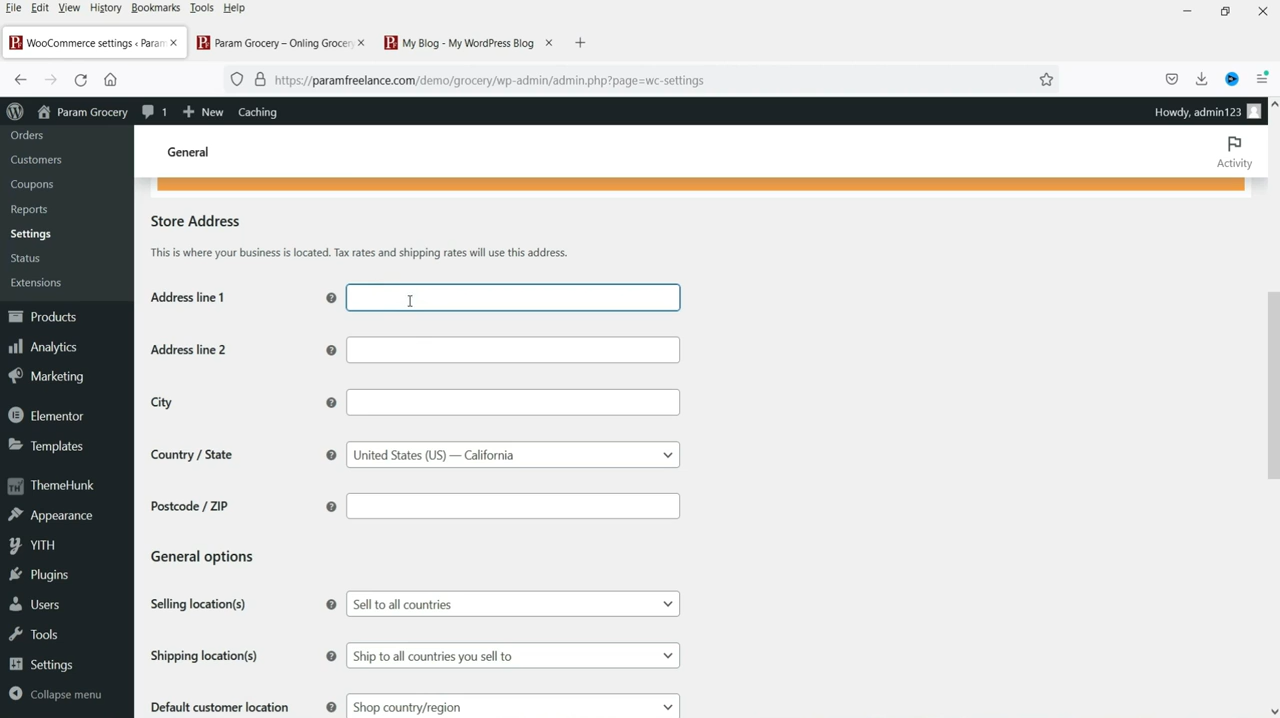 File Edit View History Bookmarks Tools Help
WooCommerce settings ‹ Param
Param Grocery – Onling Grocery
My Blog - My WordPress Blog
https://paramfreelance.com/demo/grocery/wp-admin/admin.php?page=wc-settings
Param Grocery 1 New Caching Howdy, admin123
Orders
Customers
Coupons
Reports
Settings
Status
Extensions
Products
Analytics
Marketing
Elementor
Templates
ThemeHunk
Appearance
YITH
Plugins
Users
Tools
Settings
Collapse menu
General
Activity
Store Address
This is where your business is located. Tax rates and shipping rates will use this address.
Address line 1
Address line 2
City
Country / State United States (US) — California
Postcode / ZIP
General options
Selling location(s) Sell to all countries
Shipping location(s) Ship to all countries you sell to
Default customer location Shop country/region